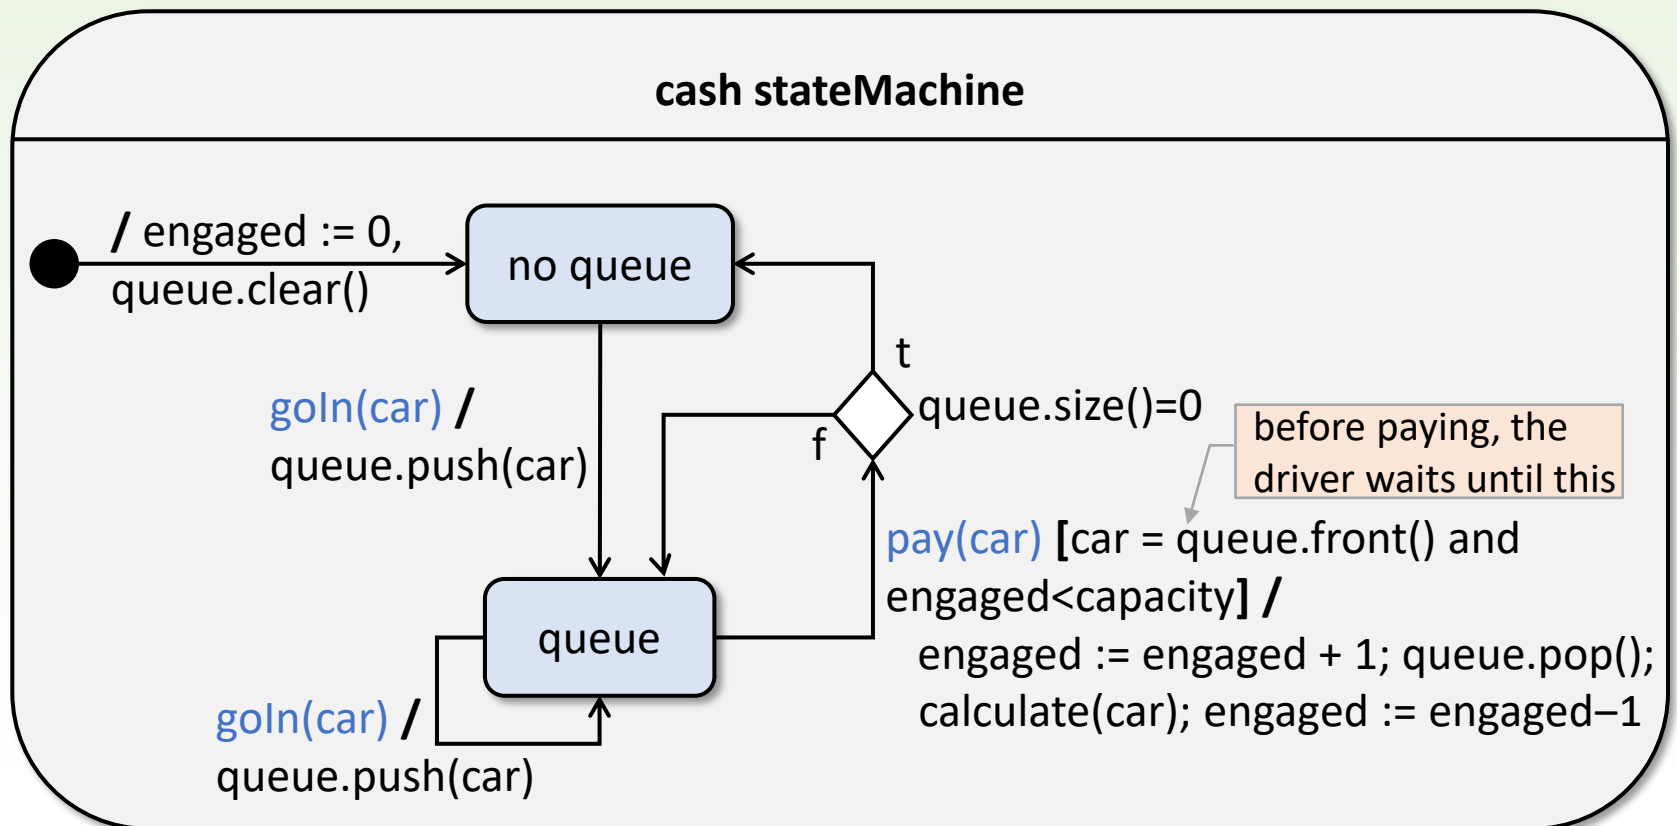 cash stateMachine
/ engaged := 0,
queue.clear()
no queue
t
goIn(car) /
queue.push(car)
queue.size()=0
f
before paying, the
driver waits until this
pay(car) [car = queue.front() and
engaged<capacity] /
engaged := engaged + 1; queue.pop();
calculate(car); engaged := engaged–1
queue
goIn(car) /
queue.push(car)